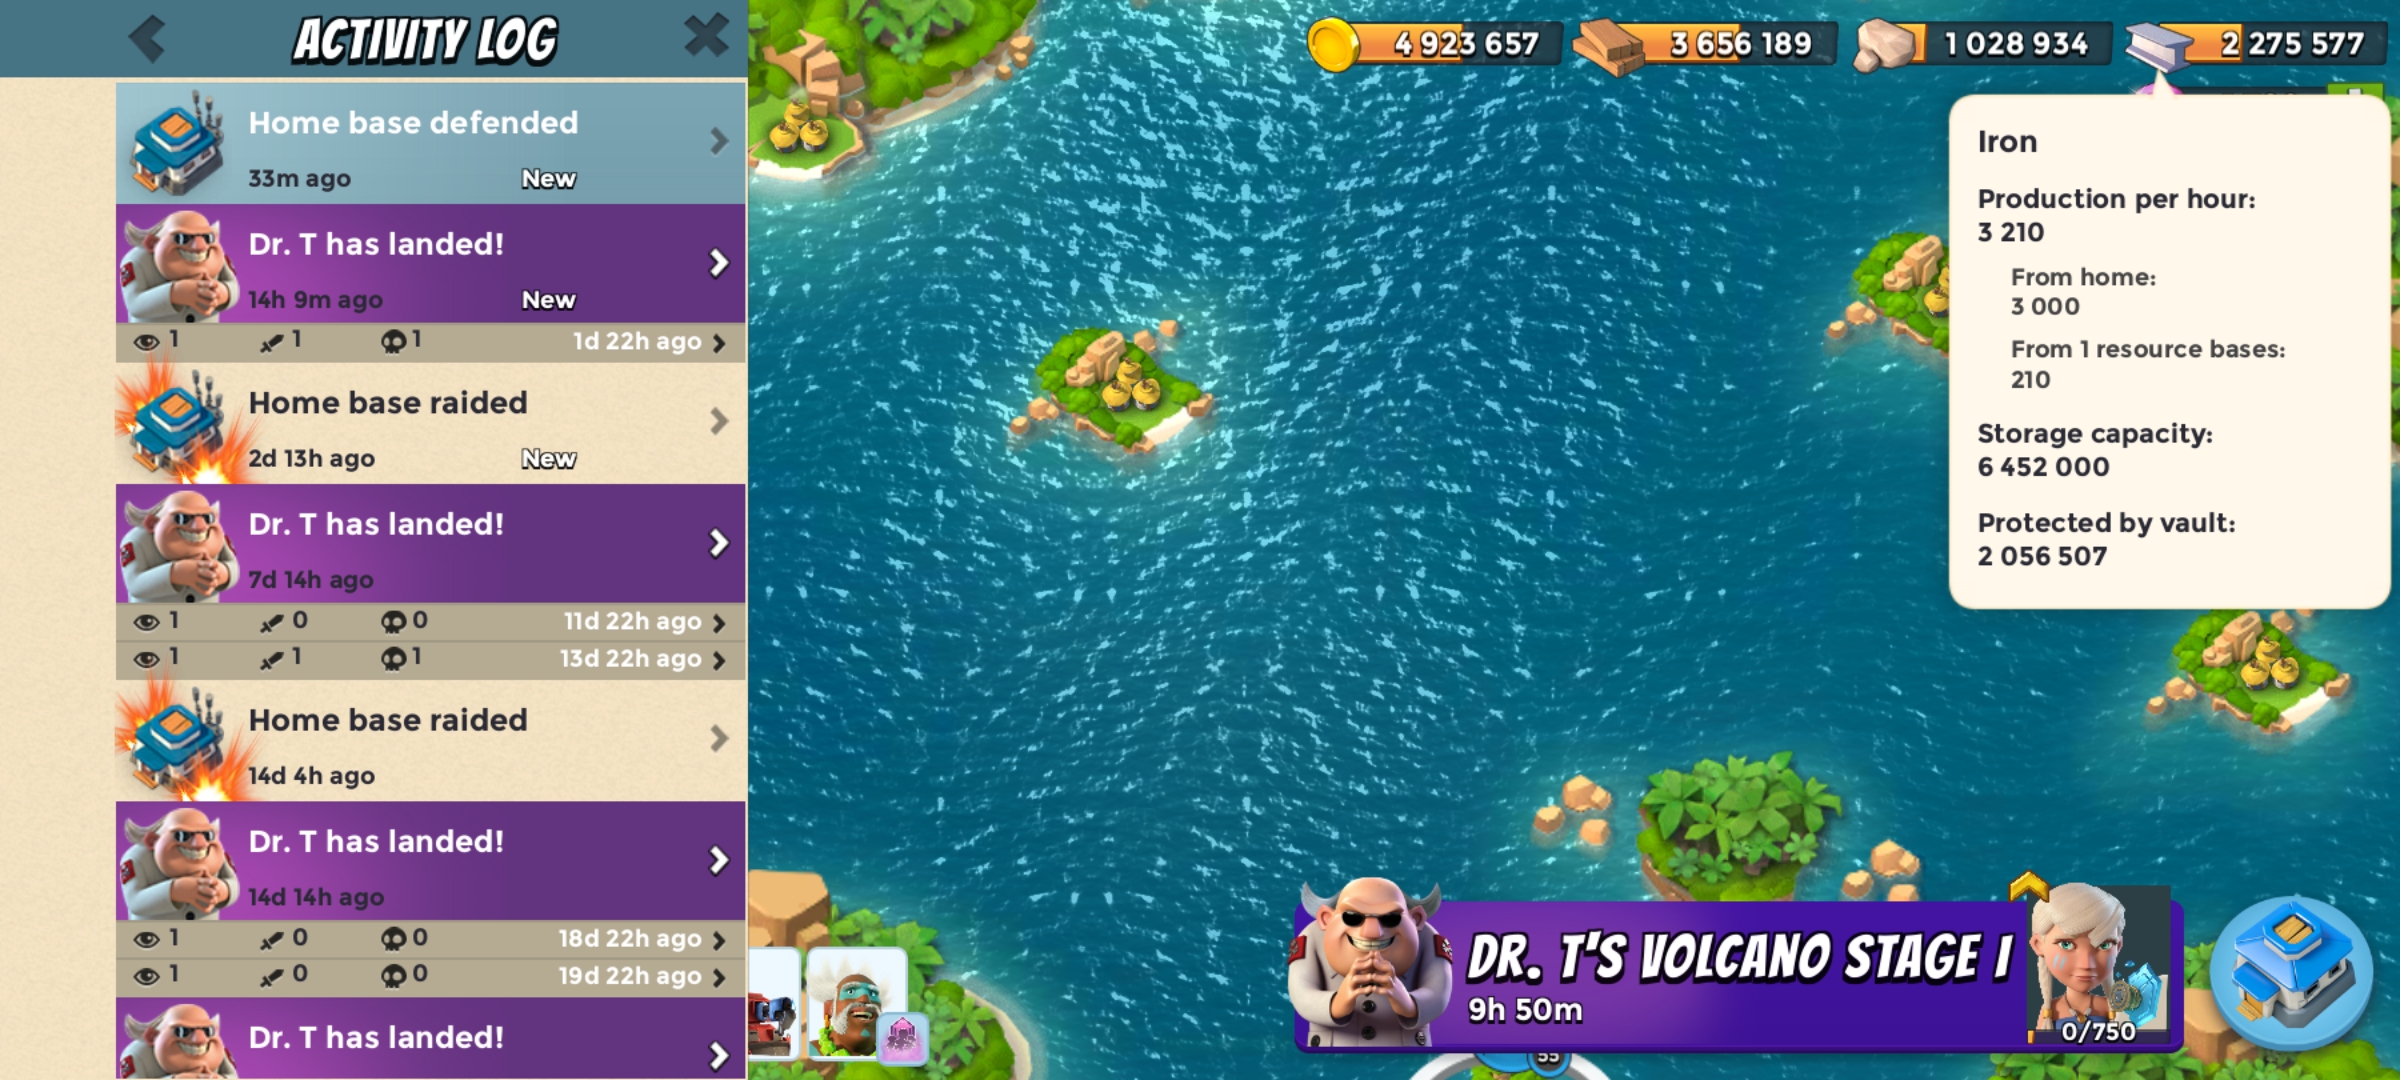 ACTIVITY LOG
Home base defended
33m ago New
Dr. T has landed!
14h 9m ago New
1 1 1 1d 22h ago
Home base raided
2d 13h ago New
Dr. T has landed!
7d 14h ago
1 0 0 11d 22h ago
1 1 1 13d 22h ago
Home base raided
14d 4h ago
Dr. T has landed!
14d 14h ago
1 0 0 18d 22h ago
1 0 0 19d 22h ago
Dr. T has landed!
4 923 657
3 656 189
1 028 934
2 275 577
Iron
Production per hour:
3 210
From home:
3 000
From 1 resource bases:
210
Storage capacity:
6 452 000
Protected by vault:
2 056 507
DR. T'S VOLCANO STAGE I
9h 50m
0/750
55